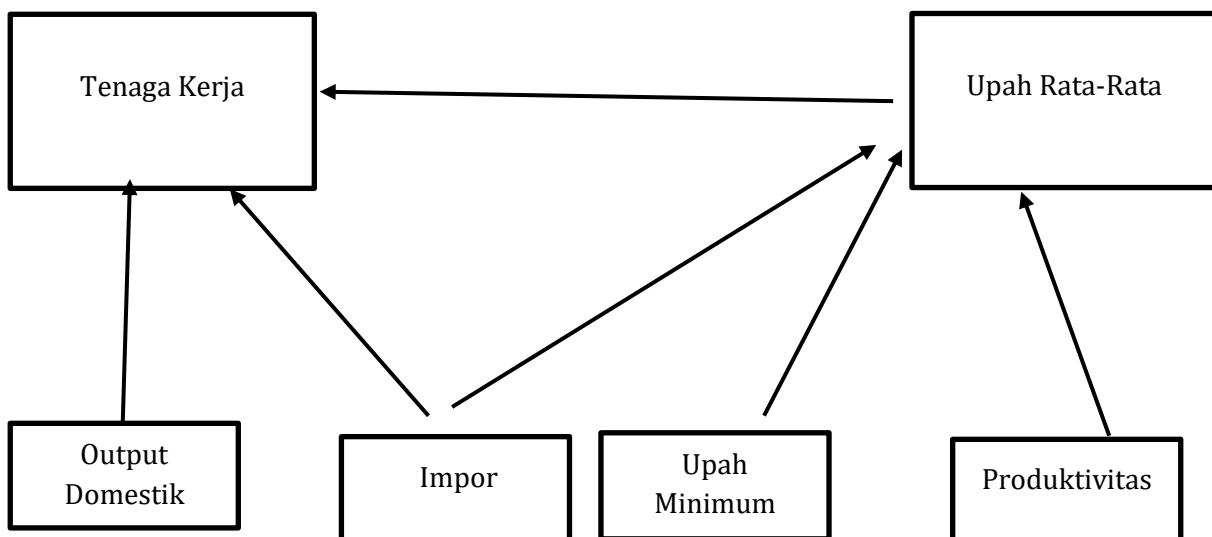 Tenaga Kerja
Upah Rata-Rata
Output
Domestik
Impor
Upah
Minimum
Produktivitas